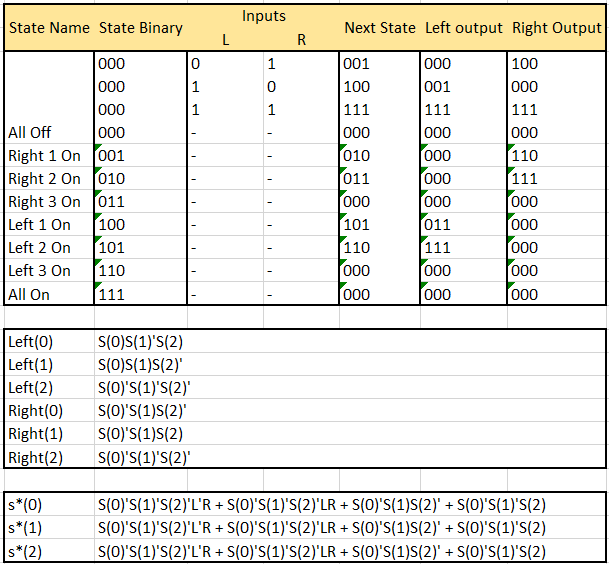 State Name State Binary Inputs L R Next State Left output Right Output
000 0 1 001 000 100
000 1 0 100 001 000
000 1 1 111 111 111
All Off 000 - - 000 000 000
Right 1 On 001 - - 010 000 110
Right 2 On 010 - - 011 000 111
Right 3 On 011 - - 000 000 000
Left 1 On 100 - - 101 011 000
Left 2 On 101 - - 110 111 000
Left 3 On 110 - - 000 000 000
All On 111 - - 000 000 000
Left(0) S(0)S(1)'S(2)
Left(1) S(0)S(1)S(2)'
Left(2) S(0)'S(1)'S(2)'
Right(0) S(0)'S(1)S(2)'
Right(1) S(0)'S(1)S(2)
Right(2) S(0)'S(1)'S(2)'
s*(0) S(0)'S(1)'S(2)'L'R + S(0)'S(1)'S(2)'LR + S(0)'S(1)S(2)' + S(0)'S(1)'S(2)
s*(1) S(0)'S(1)'S(2)'L'R + S(0)'S(1)'S(2)'LR + S(0)'S(1)S(2)' + S(0)'S(1)'S(2)
s*(2) S(0)'S(1)'S(2)'L'R + S(0)'S(1)'S(2)'LR + S(0)'S(1)S(2)' + S(0)'S(1)'S(2)